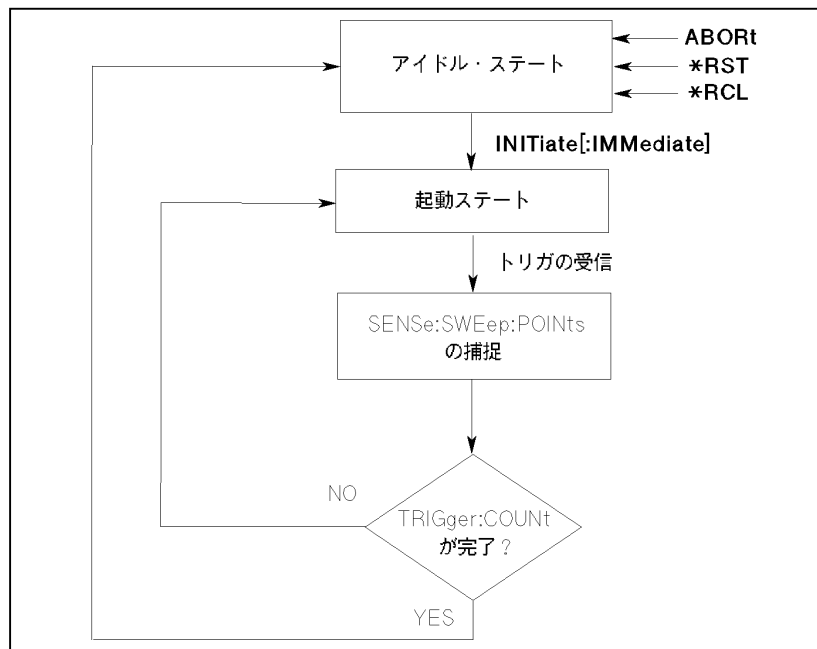 アイドル・ステート
ABORt
*RST
*RCL
INITiate[:IMMediate]
起動ステート
トリガの受信
SENSe:SWEep:POINts
の捕捉
NO
TRIGger:COUNt
が完了?
YES